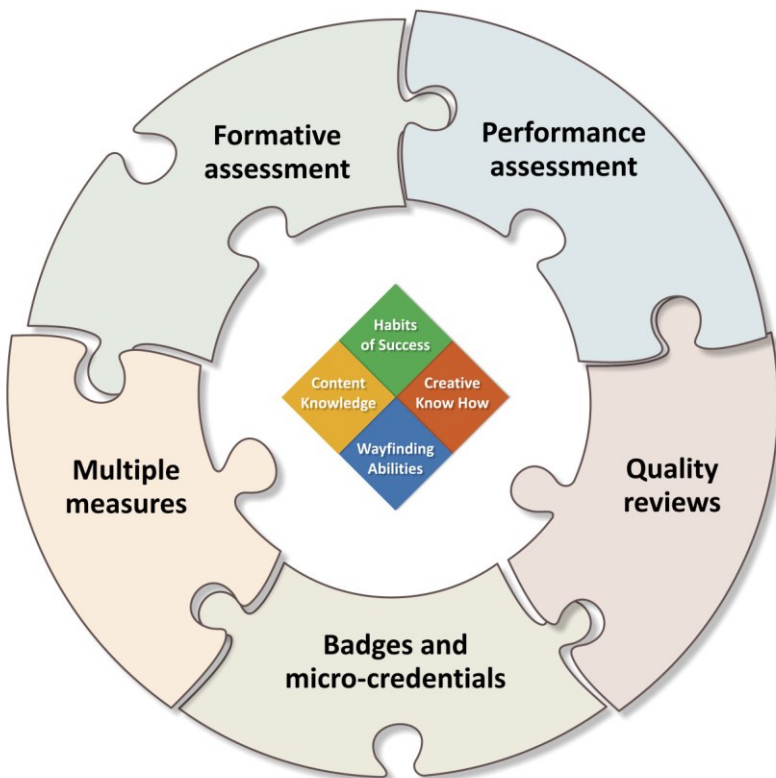 Formative
assessment
Performance
assessment
Habits
of Success
Content
Knowledge
Creative
Know How
Wayfinding
Abilities
Multiple
measures
Quality
reviews
Badges and
micro-credentials